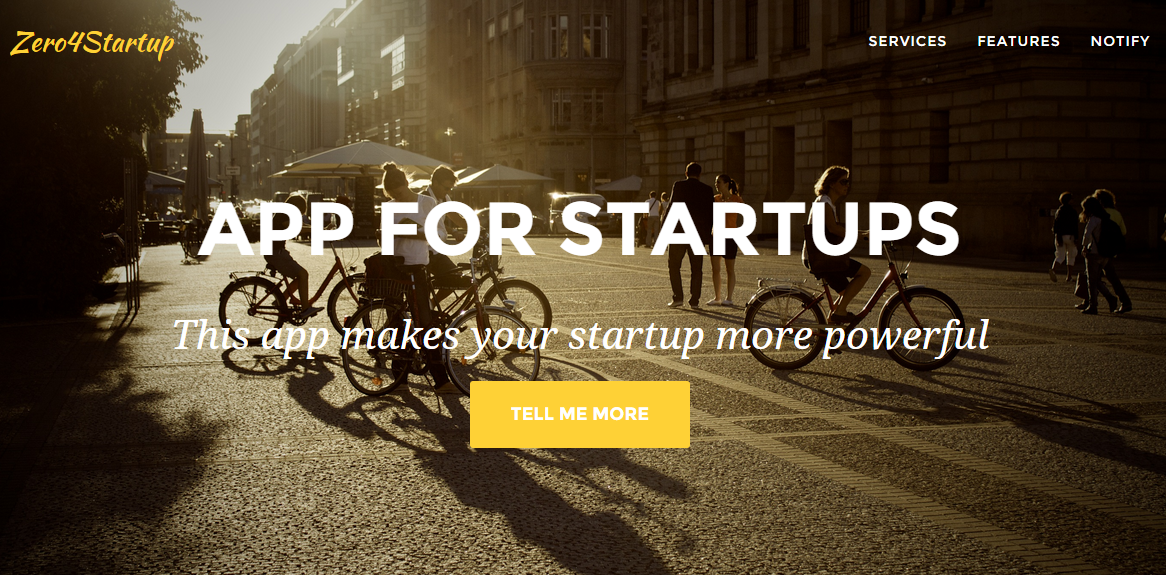 Zero4Startup
SERVICES FEATURES NOTIFY
APP FOR STARTUPS
This app makes your startup more powerful
TELL ME MORE